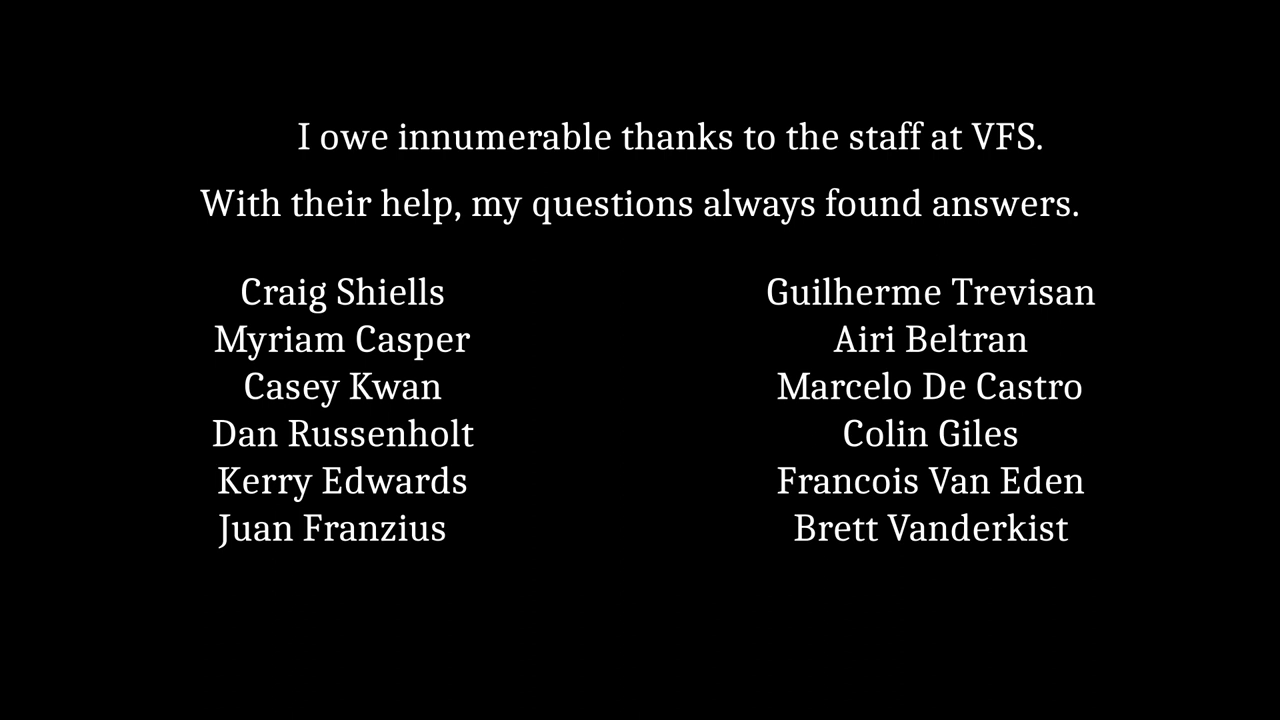 I owe innumerable thanks to the staff at VFS.
With their help, my questions always found answers.
Craig Shiells
Myriam Casper
Casey Kwan
Dan Russenholt
Kerry Edwards
Juan Franzius
Guilherme Trevisan
Airi Beltran
Marcelo De Castro
Colin Giles
Francois Van Eden
Brett Vanderkist